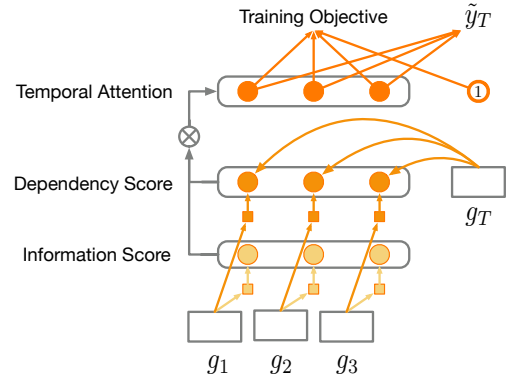 Training Objective
ỹ_T
Temporal Attention
1
Dependency Score
g_T
Information Score
g_1 g_2 g_3